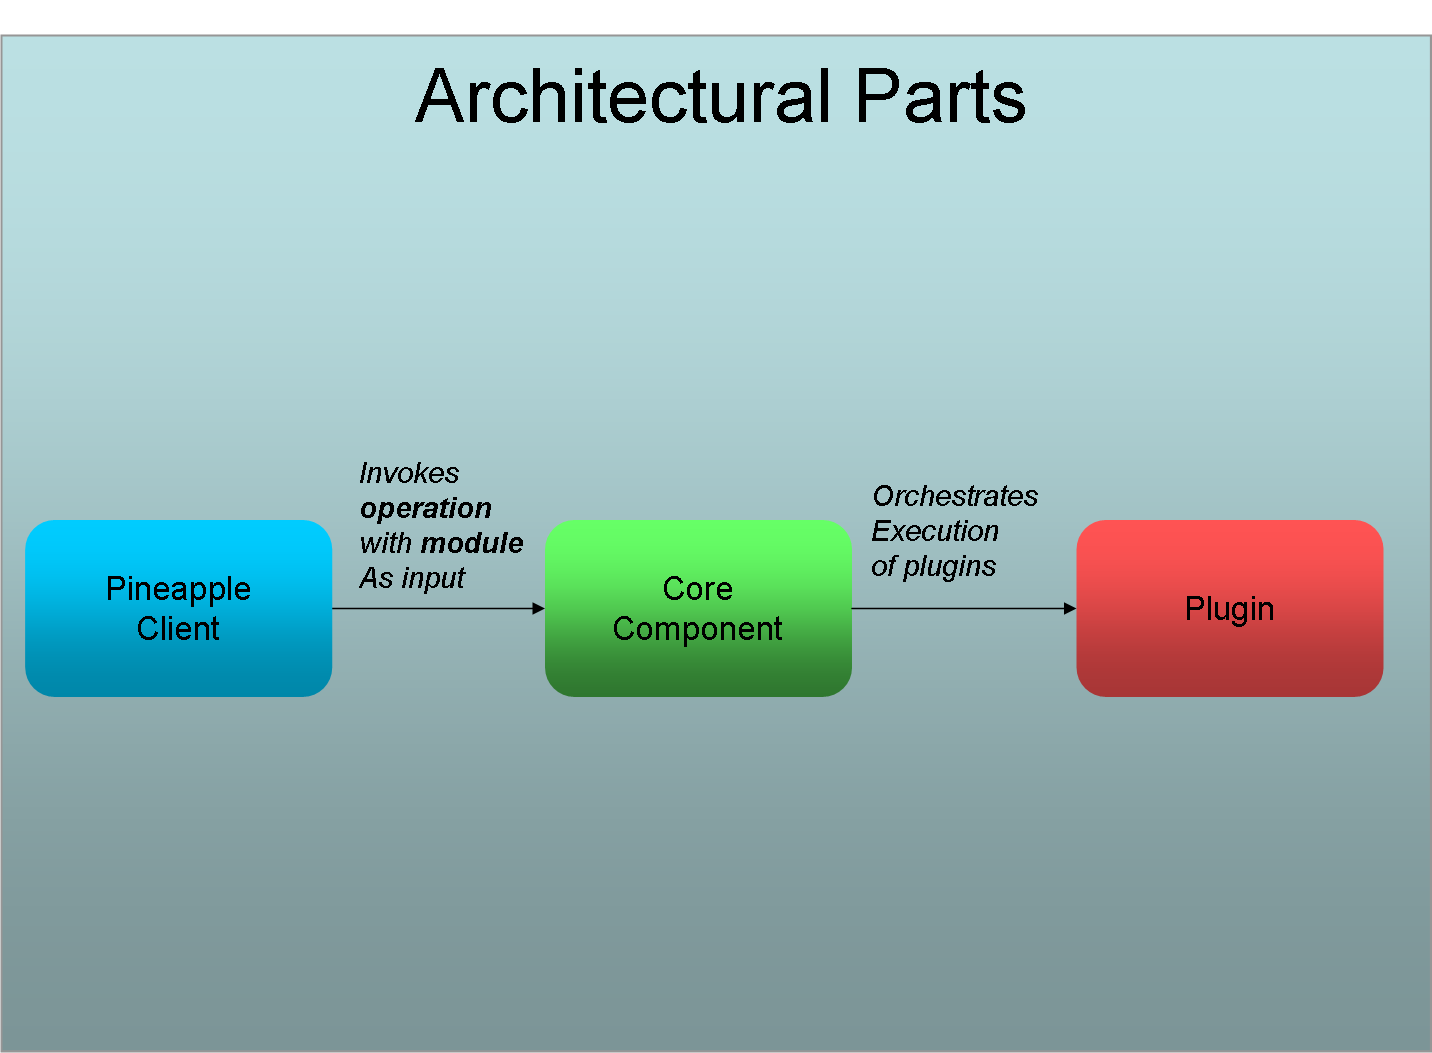 Architectural Parts
Invokes
operation
with module
As input
Orchestrates
Execution
of plugins
Pineapple
Client
Core
Component
Plugin